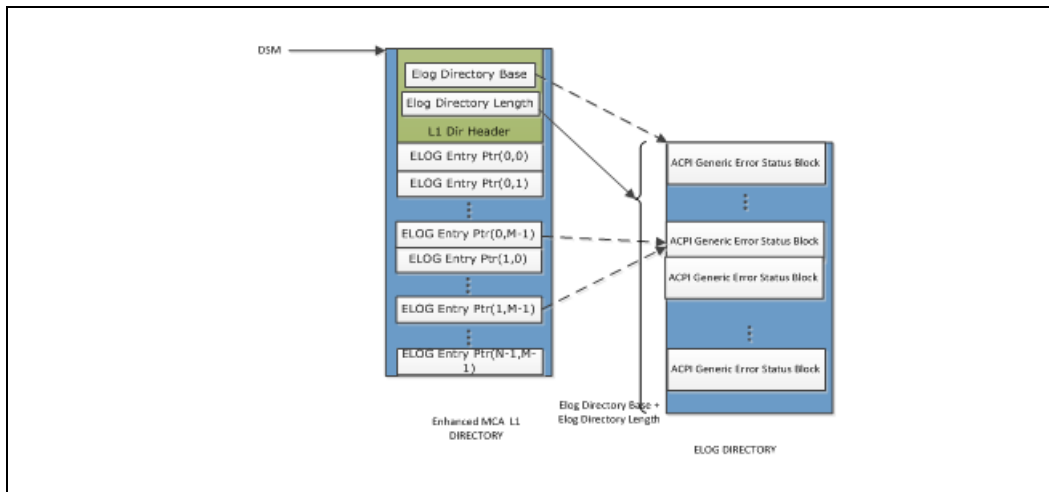 DSM
Elog Directory Base
Elog Directory Length
L1 Dir Header
ELOG Entry Ptr(0,0)
ELOG Entry Ptr(0,1)
ELOG Entry Ptr(0,M-1)
ELOG Entry Ptr(1,0)
ELOG Entry Ptr(1,M-1)
ELOG Entry Ptr(N-1,M-
1)
Enhanced MCA L1
DIRECTORY
ACPI Generic Error Status Block
ACPI Generic Error Status Block
ACPI Generic Error Status Block
ACPI Generic Error Status Block
Elog Directory Base +
Elog Directory Length
ELOG DIRECTORY